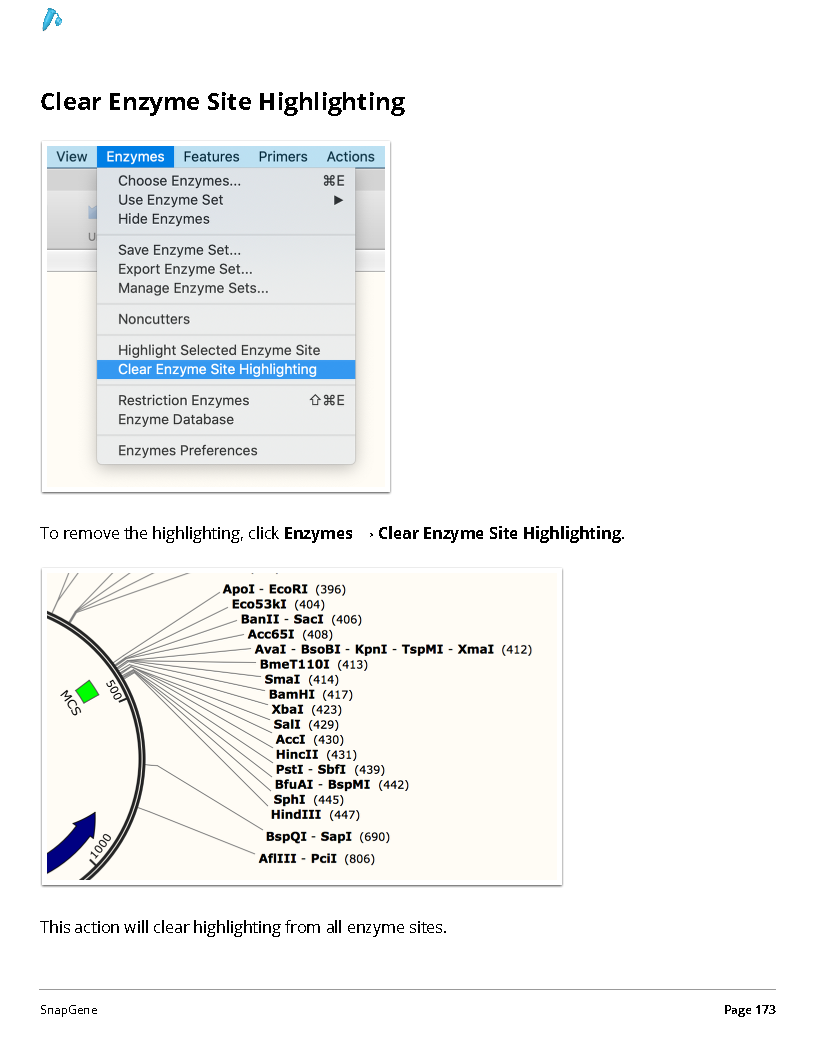 Clear Enzyme Site Highlighting
View Enzymes Features Primers Actions
Choose Enzymes... ⌘E
Use Enzyme Set ▶
Hide Enzymes
U
Save Enzyme Set...
Export Enzyme Set...
Manage Enzyme Sets...
Noncutters
Highlight Selected Enzyme Site
Clear Enzyme Site Highlighting
Restriction Enzymes ⇧⌘E
Enzyme Database
Enzymes Preferences
To remove the highlighting, click Enzymes → Clear Enzyme Site Highlighting.
ApoI - EcoRI (396)
Eco53kI (404)
BanII - SacI (406)
Acc65I (408)
AvaI - BsoBI - KpnI - TspMI - XmaI (412)
BmeT110I (413)
SmaI (414)
BamHI (417)
XbaI (423)
SalI (429)
AccI (430)
HincII (431)
PstI - SbfI (439)
BfuAI - BspMI (442)
SphI (445)
HindIII (447)
BspQI - SapI (690)
AflIII - PciI (806)
MCS
500
1000
This action will clear highlighting from all enzyme sites.
SnapGene Page 173